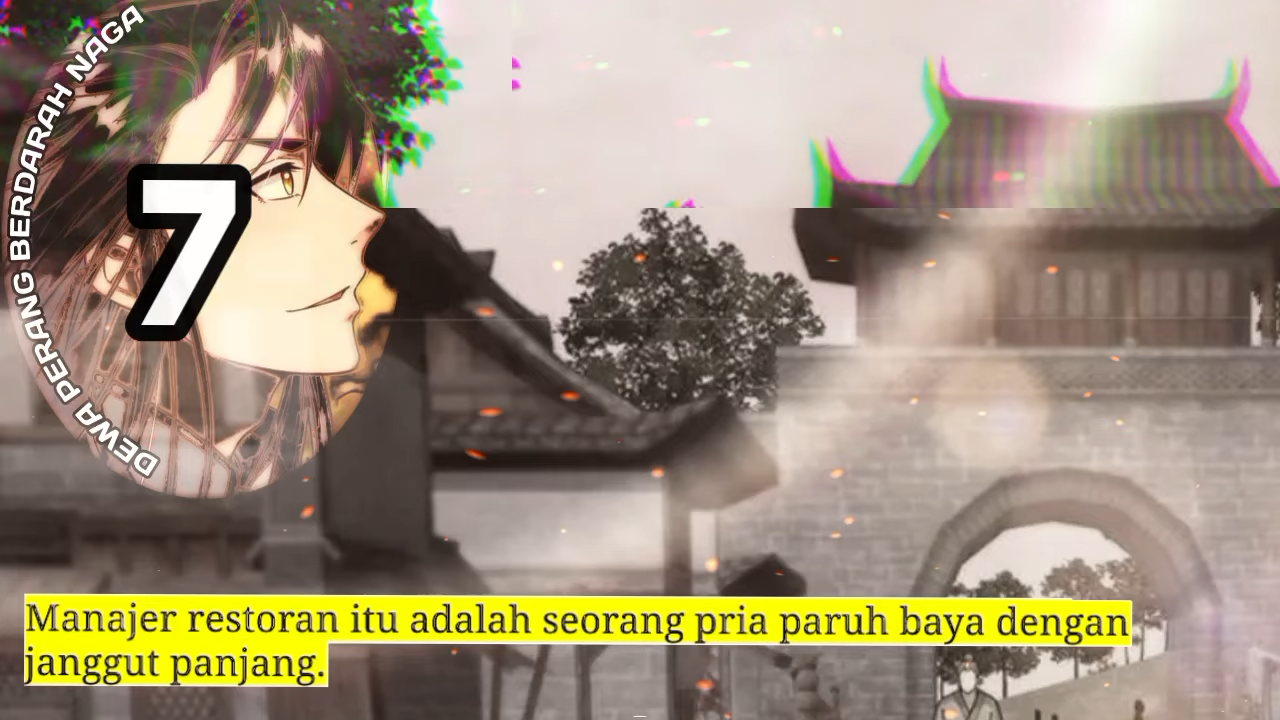 DEWA PERANG BERDARAH NAGA
7
Manajer restoran itu adalah seorang pria paruh baya dengan
janggut panjang.